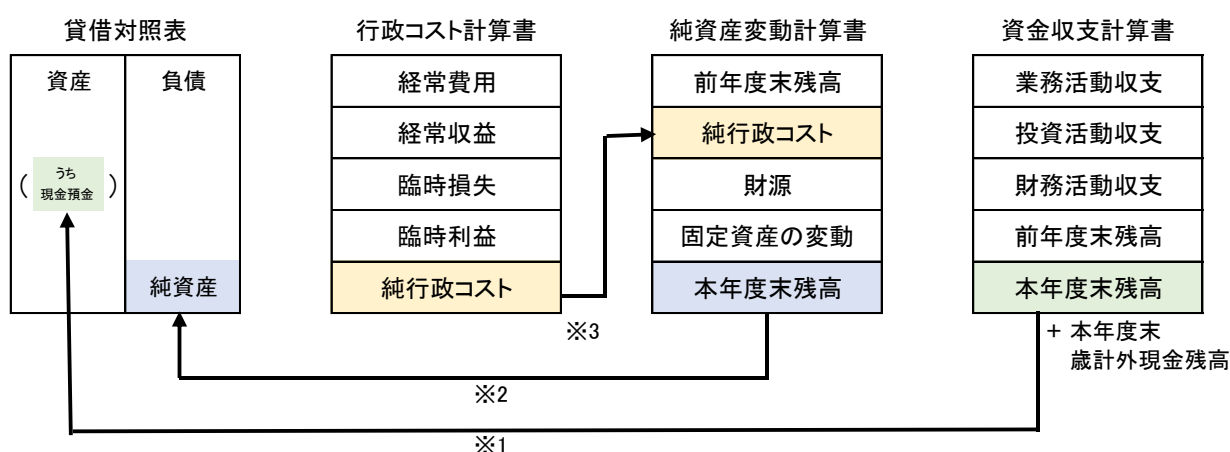 貸借対照表
資産
負債
( うち
現金預金 )
純資産
行政コスト計算書
経常費用
経常収益
臨時損失
臨時利益
純行政コスト
純資産変動計算書
前年度末残高
純行政コスト
財源
固定資産の変動
本年度末残高
資金収支計算書
業務活動収支
投資活動収支
財務活動収支
前年度末残高
本年度末残高
+ 本年度末
歳計外現金残高
※3
※2
※1